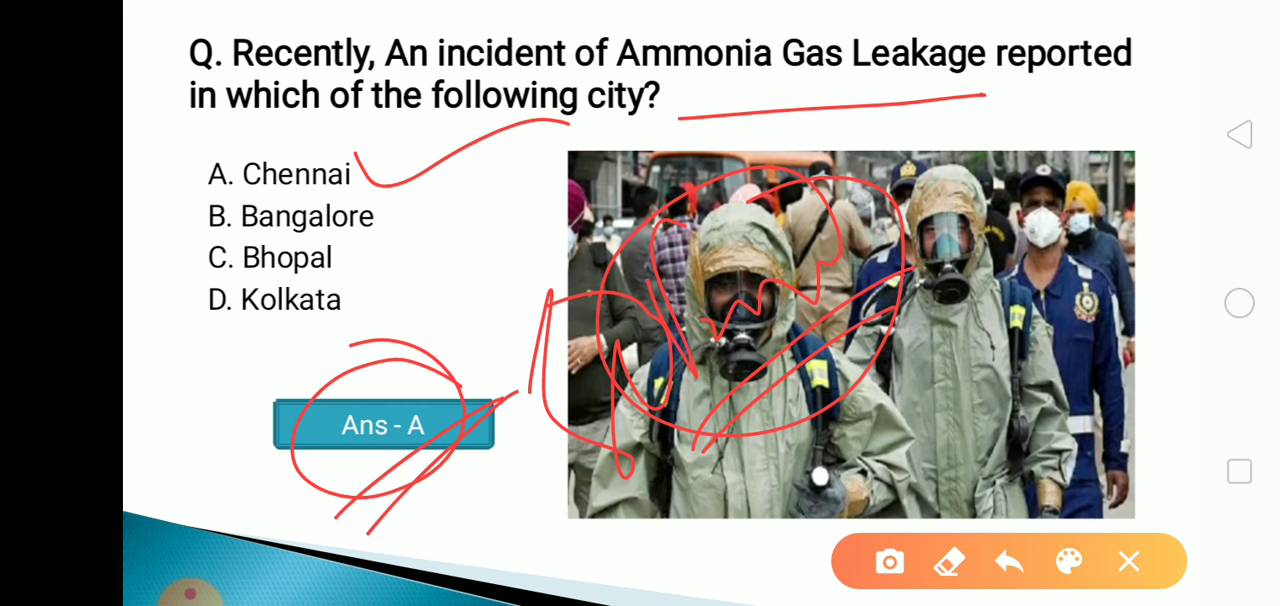 Q. Recently, An incident of Ammonia Gas Leakage reported
in which of the following city?
A. Chennai
B. Bangalore
C. Bhopal
D. Kolkata
Ans - A